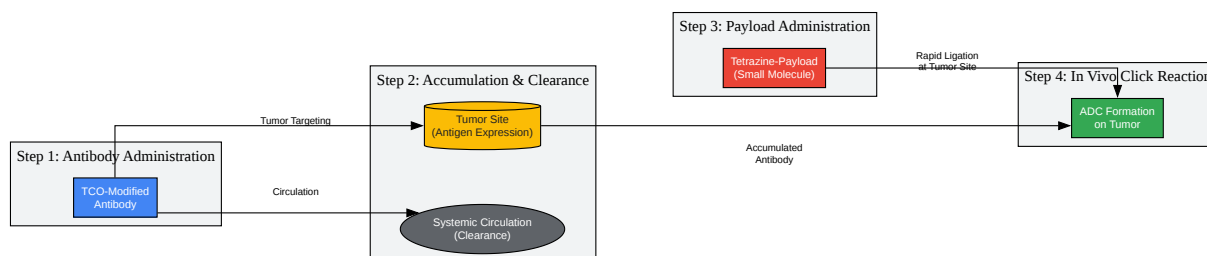 Step 1: Antibody Administration
TCO-Modified
Antibody
Tumor Targeting
Circulation
Step 2: Accumulation & Clearance
Tumor Site
(Antigen Expression)
Systemic Circulation
(Clearance)
Step 3: Payload Administration
Tetrazine-Payload
(Small Molecule)
Rapid Ligation
at Tumor Site
Accumulated
Antibody
Step 4: In Vivo Click Reaction
ADC Formation
on Tumor